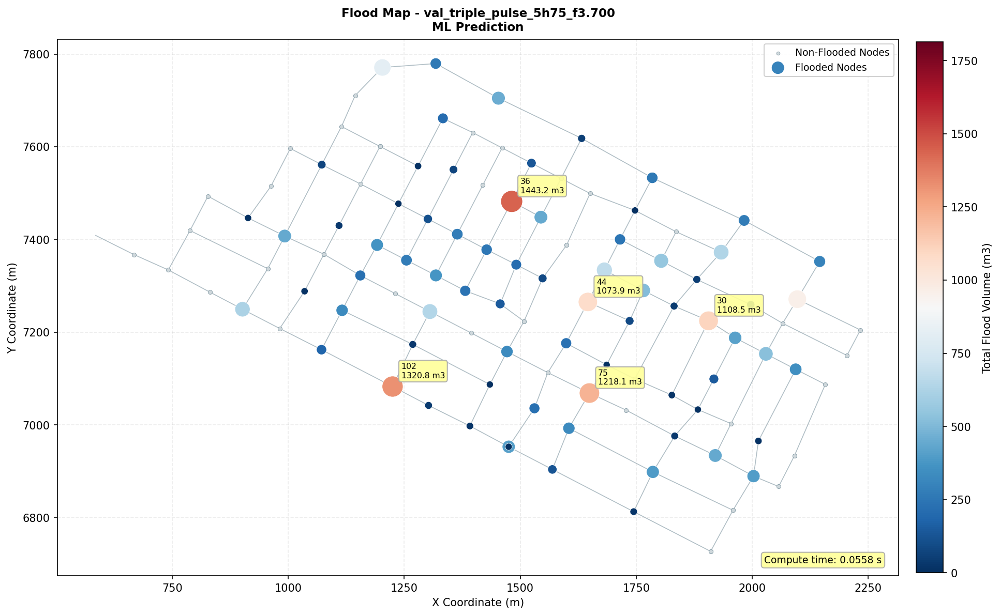 Flood Map - val_triple_pulse_5h75_f3.700
ML Prediction
Non-Flooded Nodes
Flooded Nodes
7800
7600
7400
7200
7000
6800
Y Coordinate (m)
36
1443.2 m3
44
1073.9 m3
30
1108.5 m3
102
1320.8 m3
75
1218.1 m3
Compute time: 0.0558 s
750
1000
1250
1500
1750
2000
2250
X Coordinate (m)
1750
1500
1250
1000
750
500
250
0
Total Flood Volume (m3)